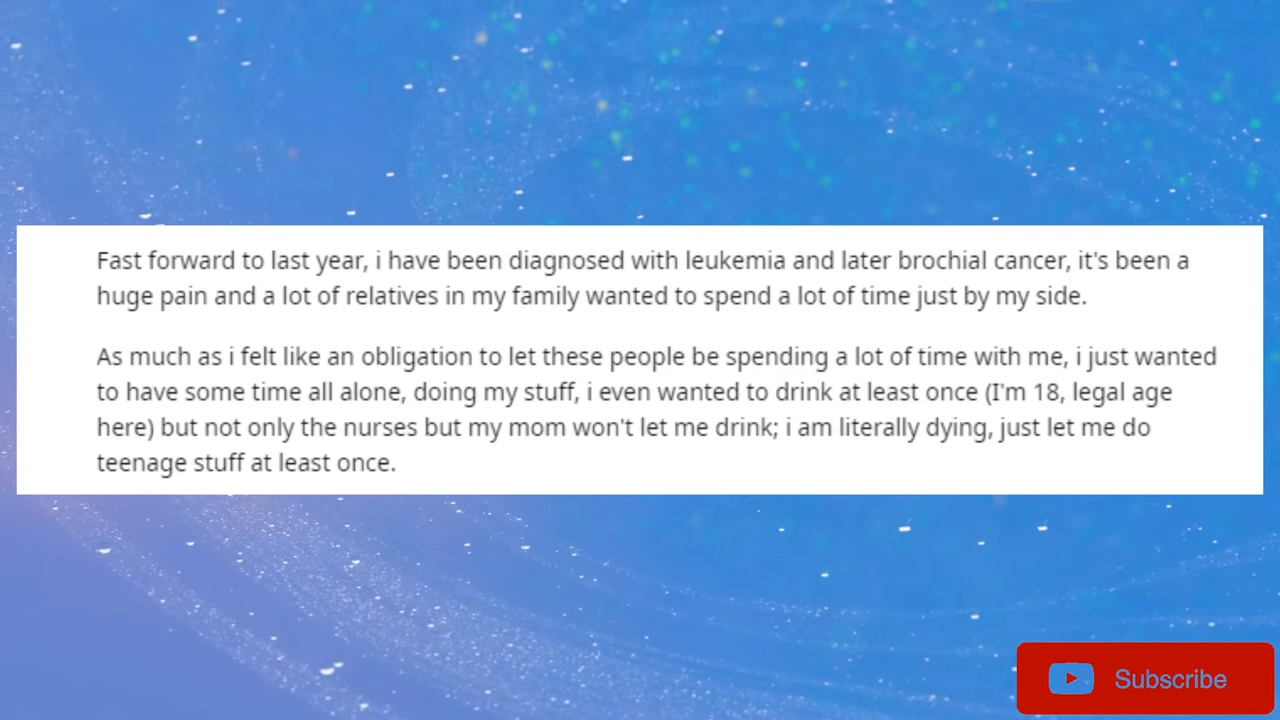 Fast forward to last year, i have been diagnosed with leukemia and later brochial cancer, it's been a
huge pain and a lot of relatives in my family wanted to spend a lot of time just by my side.
As much as i felt like an obligation to let these people be spending a lot of time with me, i just wanted
to have some time all alone, doing my stuff, i even wanted to drink at least once (I'm 18, legal age
here) but not only the nurses but my mom won't let me drink; i am literally dying, just let me do
teenage stuff at least once.
Subscribe